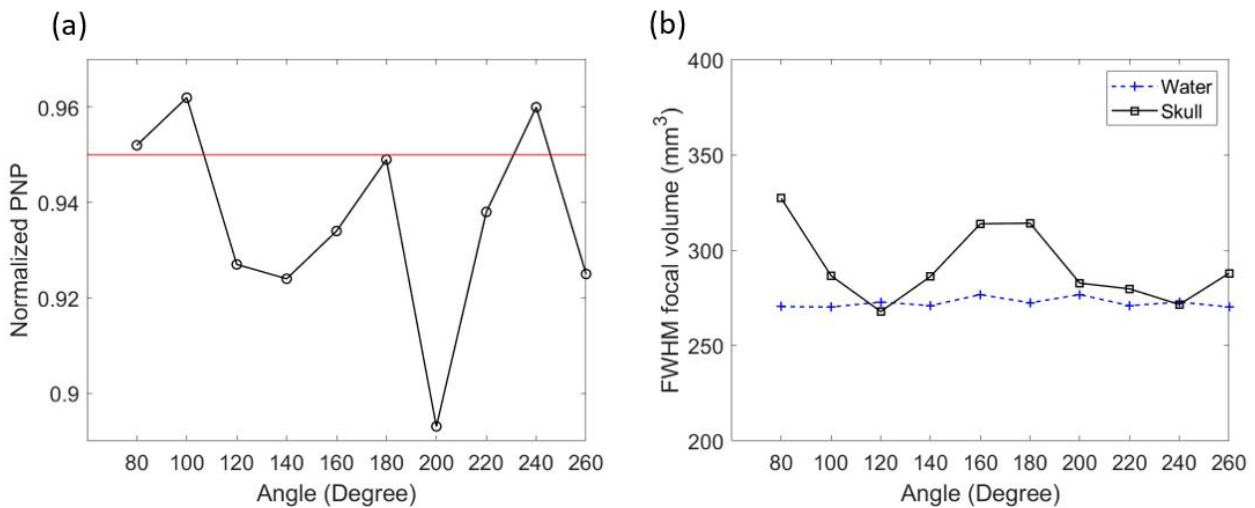 (a)
Normalized PNP
0.96
0.94
0.92
0.9
80 100 120 140 160 180 200 220 240 260
Angle (Degree)
(b)
FWHM focal volume (mm³)
400
350
300
250
200
Water
Skull
80 100 120 140 160 180 200 220 240 260
Angle (Degree)